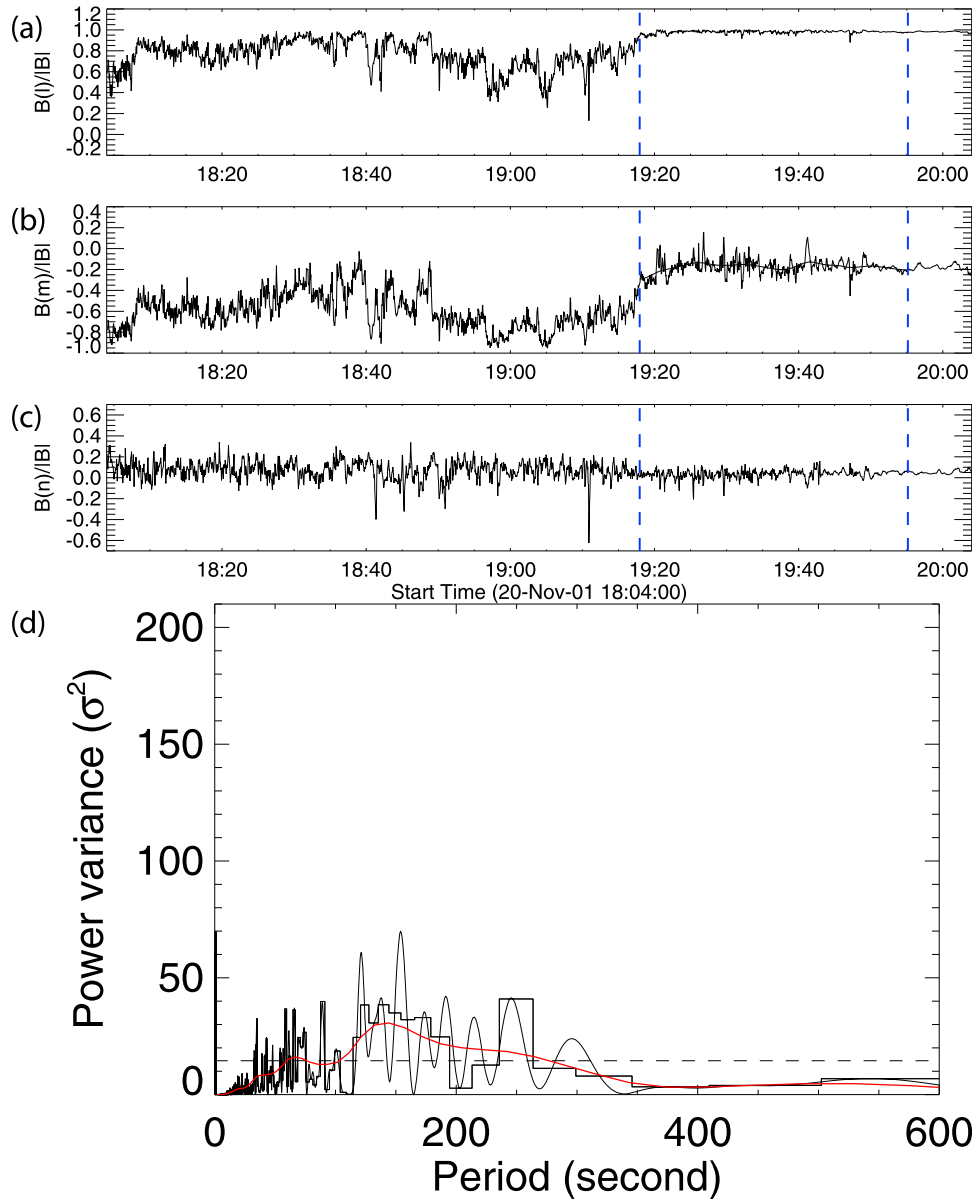 (a)
B(l)/|B|
1.2
1.0
0.8
0.6
0.4
0.2
0.0
-0.2
18:20 18:40 19:00 19:20 19:40 20:00
(b)
B(m)/|B|
0.4
0.2
0.0
-0.2
-0.4
-0.6
-0.8
-1.0
18:20 18:40 19:00 19:20 19:40 20:00
(c)
B(n)/|B|
0.6
0.4
0.2
0.0
-0.2
-0.4
-0.6
18:20 18:40 19:00 19:20 19:40 20:00
Start Time (20-Nov-01 18:04:00)
(d)
Power variance (σ²)
200
150
100
50
0
0 200 400 600
Period (second)